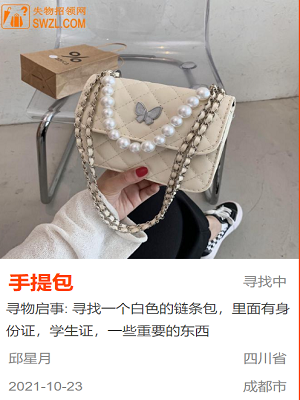 失物招领网
SWZL.COM
手提包
寻找中
寻物启事: 寻找一个白色的链条包，里面有身
份证，学生证，一些重要的东西
邱星月
四川省
2021-10-23
成都市